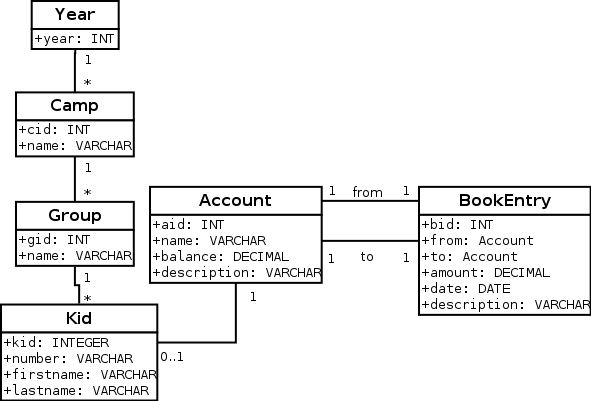 Year
+year: INT
1
*
Camp
+cid: INT
+name: VARCHAR
1
*
Group
+gid: INT
+name: VARCHAR
1
*
Kid
+kid: INTEGER
+number: VARCHAR
+firstname: VARCHAR
+lastname: VARCHAR
0..1
1
Account
+aid: INT
+name: VARCHAR
+balance: DECIMAL
+description: VARCHAR
1 from 1
1 to 1
BookEntry
+bid: INT
+from: Account
+to: Account
+amount: DECIMAL
+date: DATE
+description: VARCHAR